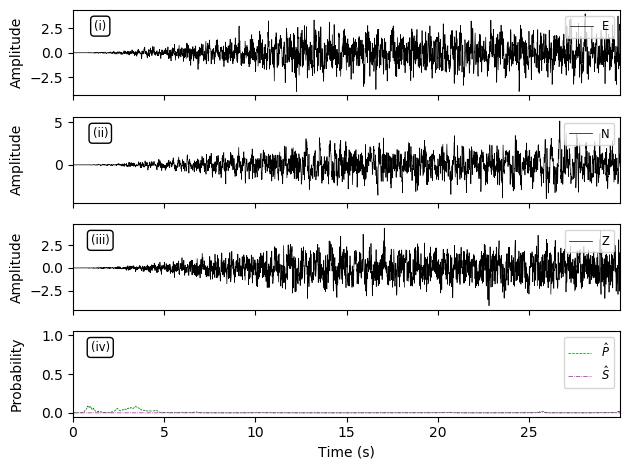 (i)
E
Amplitude
2.5
0.0
−2.5
(ii)
N
Amplitude
5
0
(iii)
Z
Amplitude
2.5
0.0
−2.5
(iv)
P̂
Ŝ
Probability
1.0
0.5
0.0
0 5 10 15 20 25
Time (s)